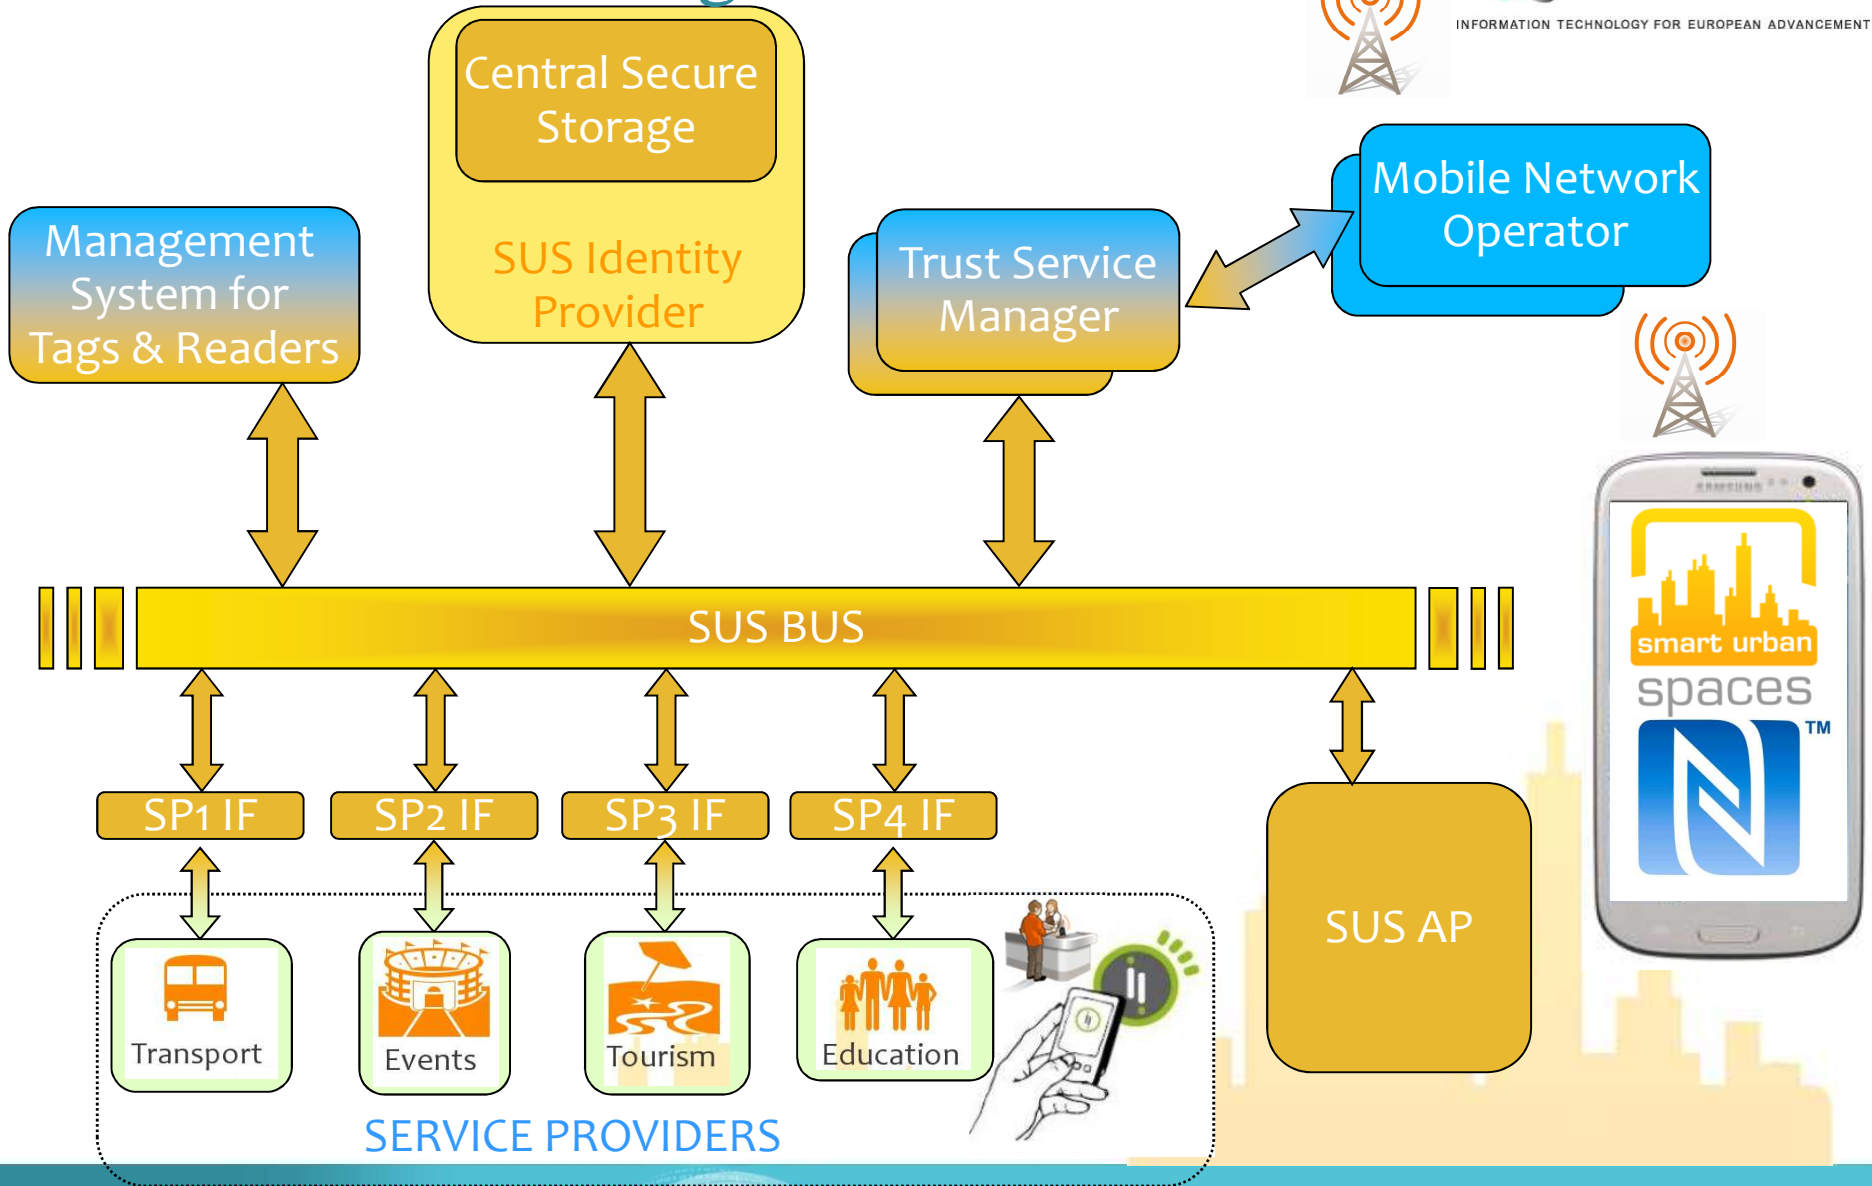 INFORMATION TECHNOLOGY FOR EUROPEAN ADVANCEMENT
Central Secure
Storage
SUS Identity
Provider
Management
System for
Tags & Readers
Trust Service
Manager
Mobile Network
Operator
SAMSUNG
smart urban
spaces
TM
SUS BUS
SP1 IF
SP2 IF
SP3 IF
SP4 IF
SUS AP
Transport
Events
Tourism
Education
SERVICE PROVIDERS